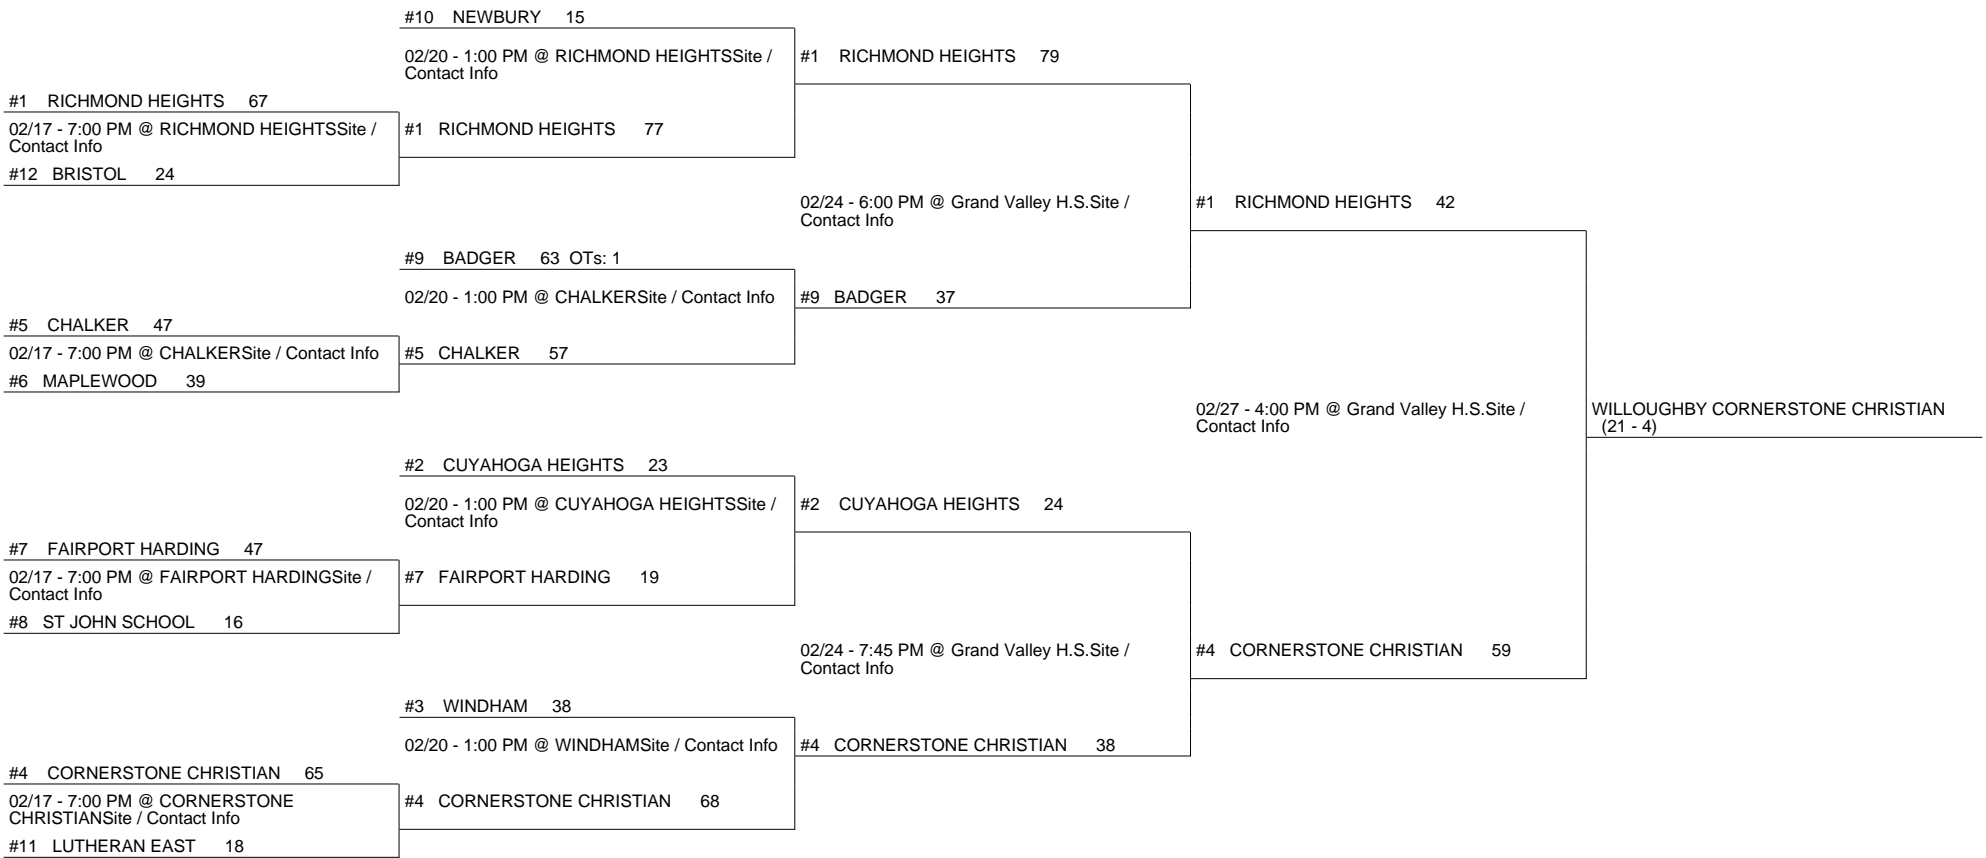 #10 NEWBURY 15
02/20 - 1:00 PM @ RICHMOND HEIGHTSSite /
Contact Info
#1 RICHMOND HEIGHTS 79
#1 RICHMOND HEIGHTS 67
02/17 - 7:00 PM @ RICHMOND HEIGHTSSite /
Contact Info
#1 RICHMOND HEIGHTS 77
#12 BRISTOL 24
02/24 - 6:00 PM @ Grand Valley H.S.Site /
Contact Info
#1 RICHMOND HEIGHTS 42
#9 BADGER 63 OTs: 1
02/20 - 1:00 PM @ CHALKERSite / Contact Info
#9 BADGER 37
#5 CHALKER 47
02/17 - 7:00 PM @ CHALKERSite / Contact Info
#5 CHALKER 57
#6 MAPLEWOOD 39
02/27 - 4:00 PM @ Grand Valley H.S.Site /
Contact Info
WILLOUGHBY CORNERSTONE CHRISTIAN
(21 - 4)
#2 CUYAHOGA HEIGHTS 23
02/20 - 1:00 PM @ CUYAHOGA HEIGHTSSite /
Contact Info
#2 CUYAHOGA HEIGHTS 24
#7 FAIRPORT HARDING 47
02/17 - 7:00 PM @ FAIRPORT HARDINGSite /
Contact Info
#7 FAIRPORT HARDING 19
#8 ST JOHN SCHOOL 16
02/24 - 7:45 PM @ Grand Valley H.S.Site /
Contact Info
#4 CORNERSTONE CHRISTIAN 59
#3 WINDHAM 38
02/20 - 1:00 PM @ WINDHAMSite / Contact Info
#4 CORNERSTONE CHRISTIAN 38
#4 CORNERSTONE CHRISTIAN 65
02/17 - 7:00 PM @ CORNERSTONE
CHRISTIANSite / Contact Info
#4 CORNERSTONE CHRISTIAN 68
#11 LUTHERAN EAST 18